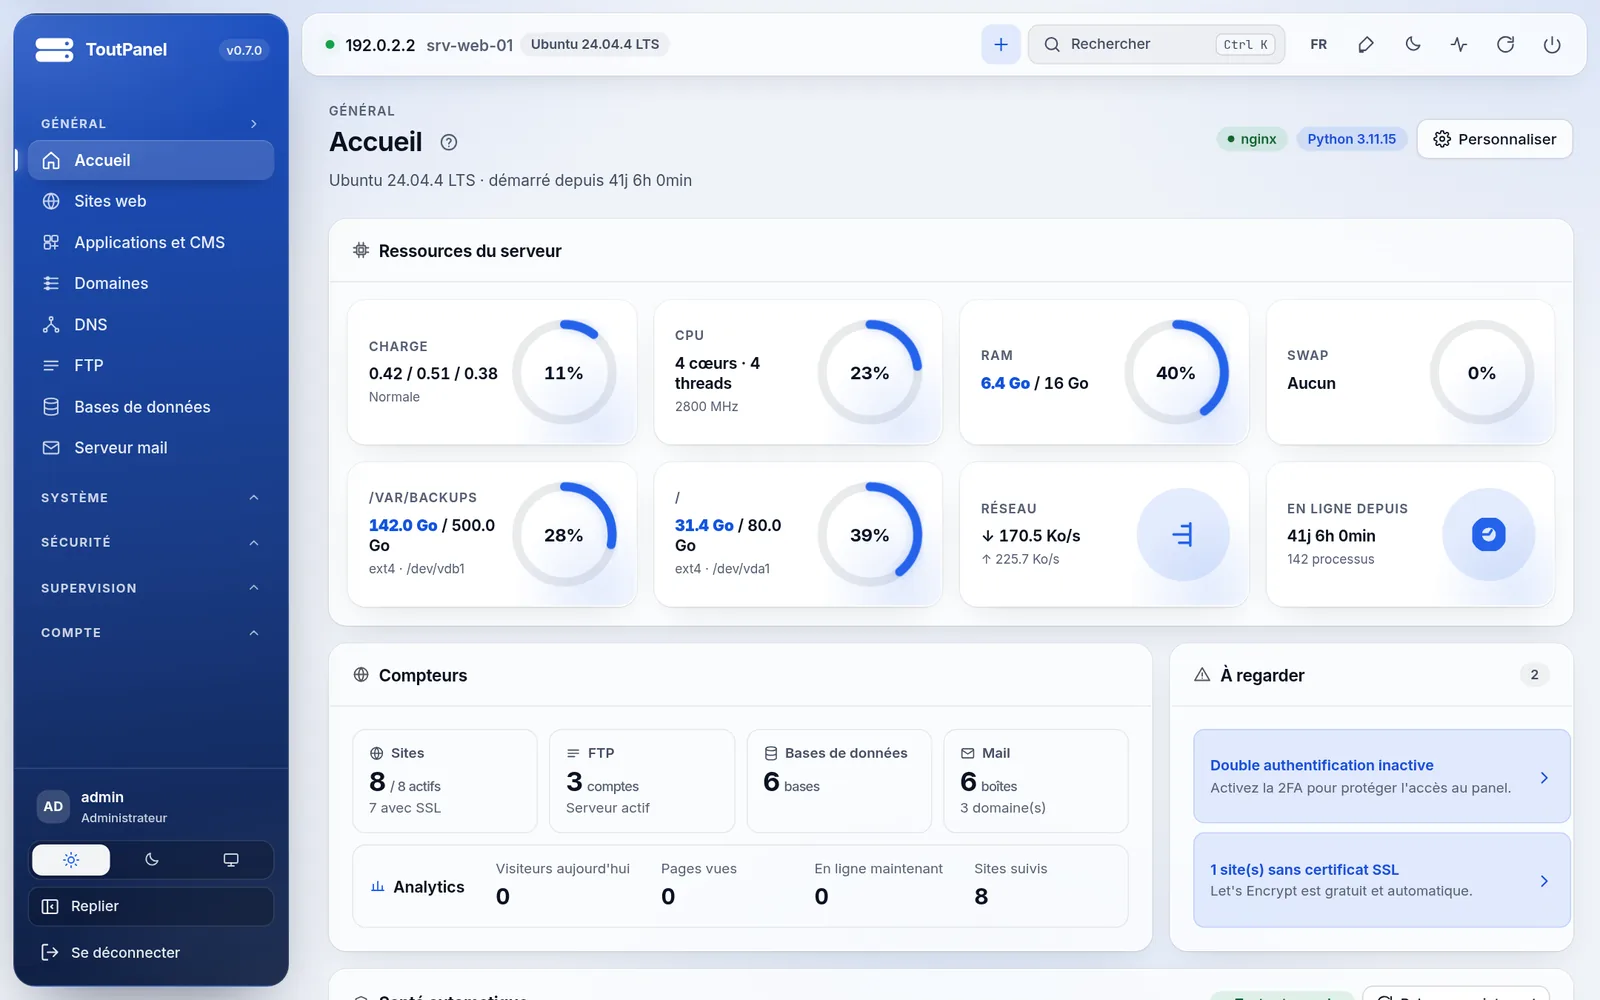 ToutPanel
v0.7.0
GÉNÉRAL
Accueil
Sites web
Applications et CMS
Domaines
DNS
FTP
Bases de données
Serveur mail
SYSTÈME
SÉCURITÉ
SUPERVISION
COMPTE
AD
admin
Administrateur
Replier
Se déconnecter
192.0.2.2 srv-web-01 Ubuntu 24.04.4 LTS
Rechercher Ctrl K
FR
GÉNÉRAL
Accueil
Ubuntu 24.04.4 LTS · démarré depuis 41j 6h 0min
nginx
Python 3.11.15
Personnaliser
Ressources du serveur
CHARGE
0.42 / 0.51 / 0.38
Normale
11%
CPU
4 cœurs · 4
threads
2800 MHz
23%
RAM
6.4 Go / 16 Go
40%
SWAP
Aucun
0%
/VAR/BACKUPS
142.0 Go / 500.0
Go
ext4 · /dev/vdb1
28%
/
31.4 Go / 80.0
Go
ext4 · /dev/vda1
39%
RÉSEAU
↓ 170.5 Ko/s
↑ 225.7 Ko/s
EN LIGNE DEPUIS
41j 6h 0min
142 processus
Compteurs
Sites
8 / 8 actifs
7 avec SSL
FTP
3 comptes
Serveur actif
Bases de données
6 bases
Mail
6 boîtes
3 domaine(s)
Analytics
Visiteurs aujourd'hui
0
Pages vues
0
En ligne maintenant
0
Sites suivis
8
À regarder
2
Double authentification inactive
Activez la 2FA pour protéger l'accès au panel.
1 site(s) sans certificat SSL
Let's Encrypt est gratuit et automatique.
Santé automatique